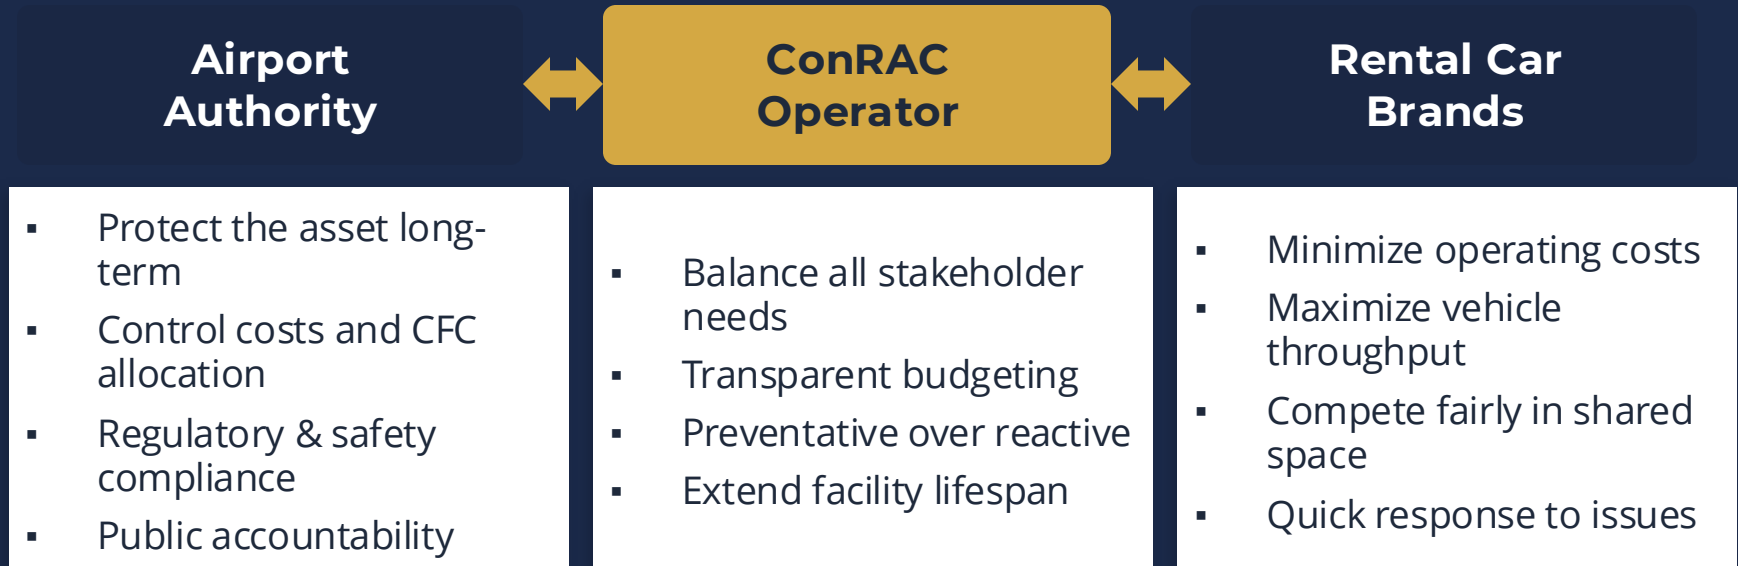 Airport
Authority
ConRAC
Operator
Rental Car
Brands
▪ Protect the asset long-
term
▪ Control costs and CFC
allocation
▪ Regulatory & safety
compliance
▪ Public accountability
▪ Balance all stakeholder
needs
▪ Transparent budgeting
▪ Preventative over reactive
▪ Extend facility lifespan
▪ Minimize operating costs
▪ Maximize vehicle
throughput
▪ Compete fairly in shared
space
▪ Quick response to issues